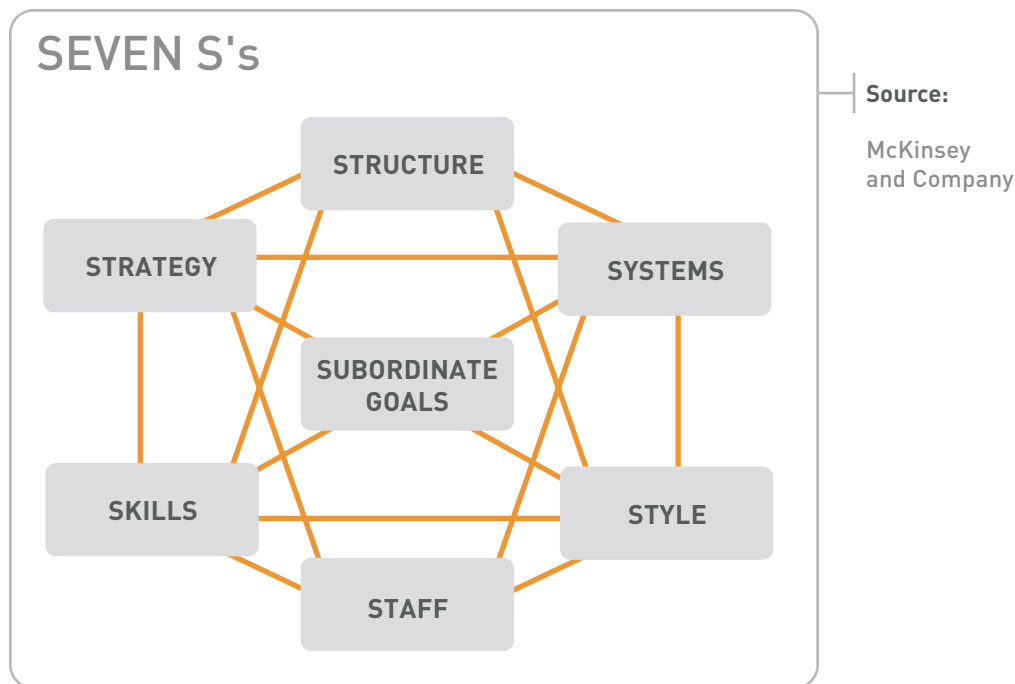 SEVEN S's
Source:
McKinsey
and Company
STRUCTURE
STRATEGY
SYSTEMS
SUBORDINATE
GOALS
SKILLS
STYLE
STAFF